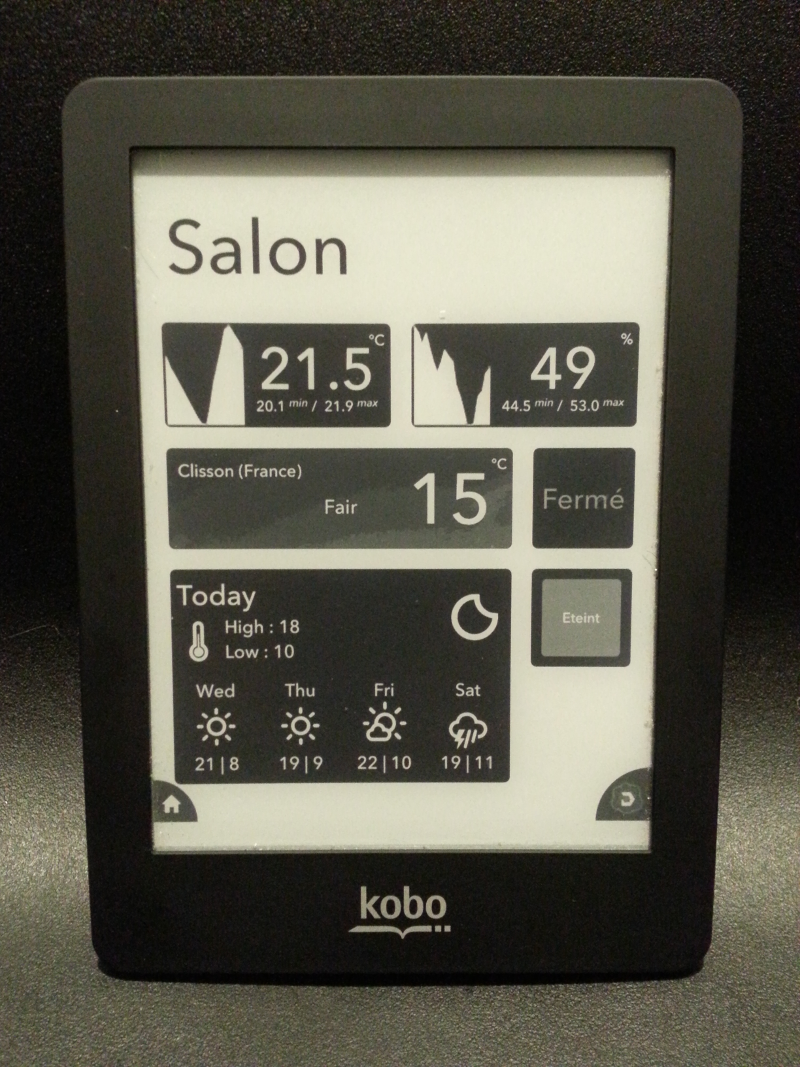 Salon
21.5 °C
20.1 min / 21.9 max
49 %
44.5 min / 53.0 max
Clisson (France)
Fair
15 °C
Fermé
Today
High : 18
Low : 10
Eteint
Wed Thu Fri Sat
21|8 19|9 22|10 19|11
kobo